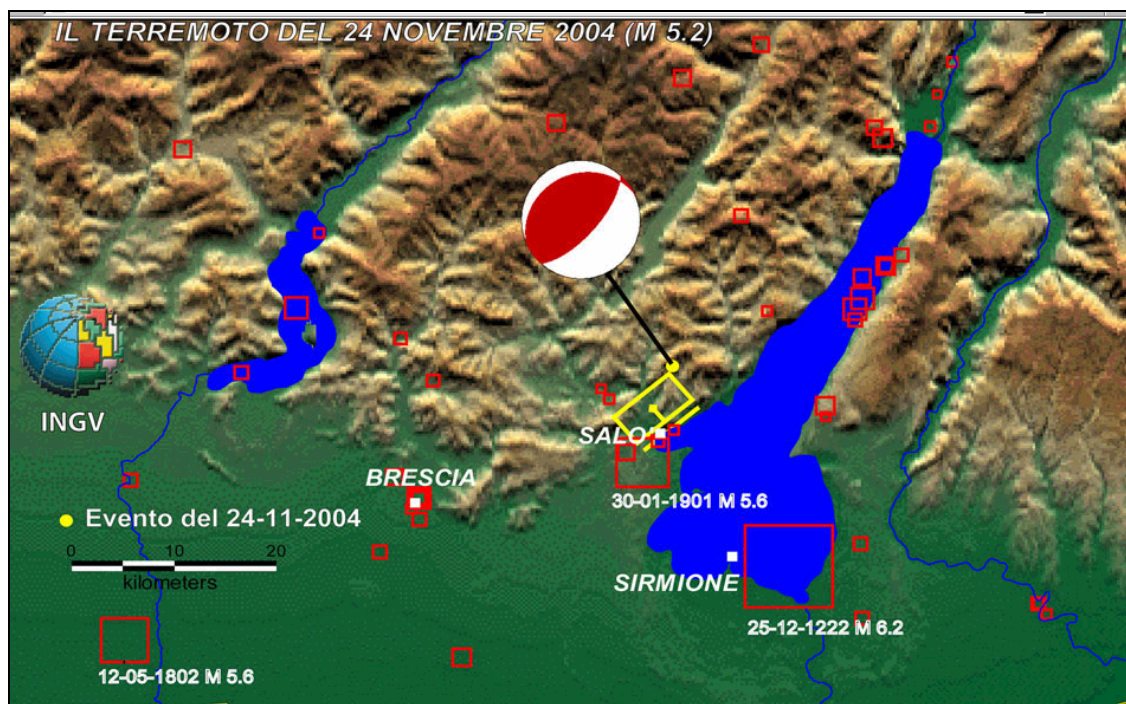 IL TERREMOTO DEL 24 NOVEMBRE 2004 (M 5.2)
INGV
SALO'
BRESCIA
30-01-1901 M 5.6
Evento del 24-11-2004
0 10 20
kilometers
SIRMIONE
25-12-1222 M 6.2
12-05-1802 M 5.6